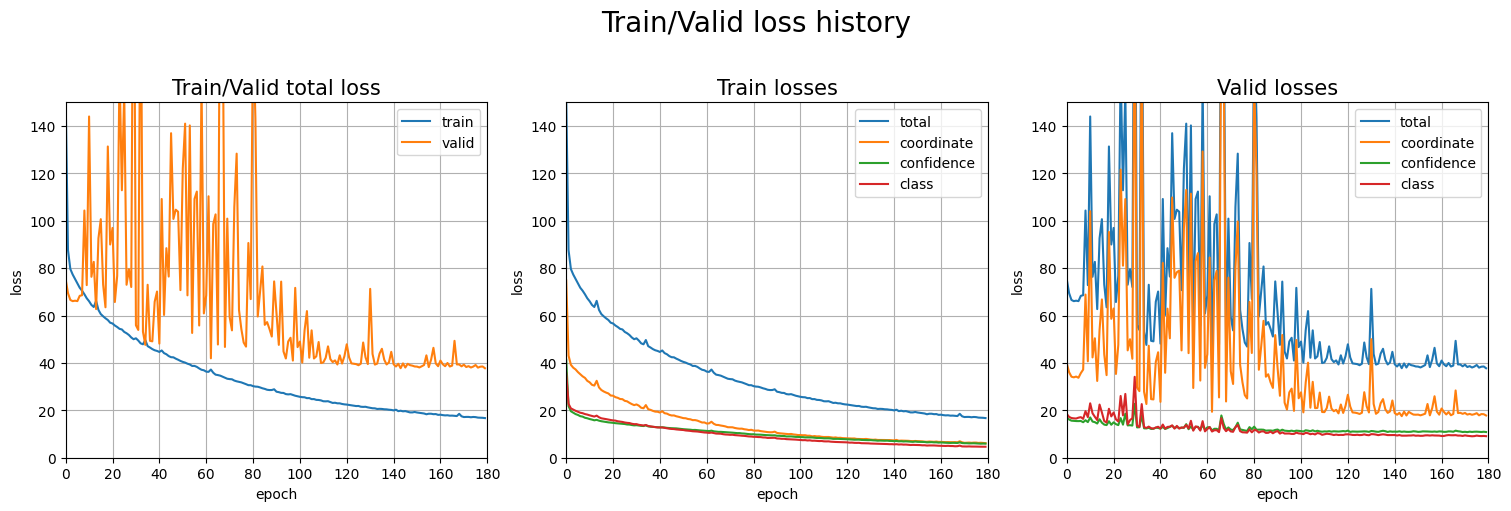 Train/Valid loss history
Train/Valid total loss
train
valid
loss
140
120
100
80
60
40
20
0
0 20 40 60 80 100 120 140 160 180
epoch
Train losses
total
coordinate
confidence
class
loss
140
120
100
80
60
40
20
0
0 20 40 60 80 100 120 140 160 180
epoch
Valid losses
total
coordinate
confidence
class
loss
140
120
100
80
60
40
20
0
0 20 40 60 80 100 120 140 160 180
epoch